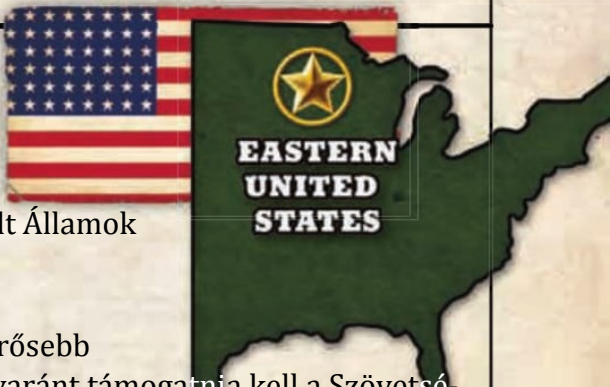 EASTERN
UNITED
STATES
lt Államok
rősebb
varánt támogatnia kell a Szövetsé-